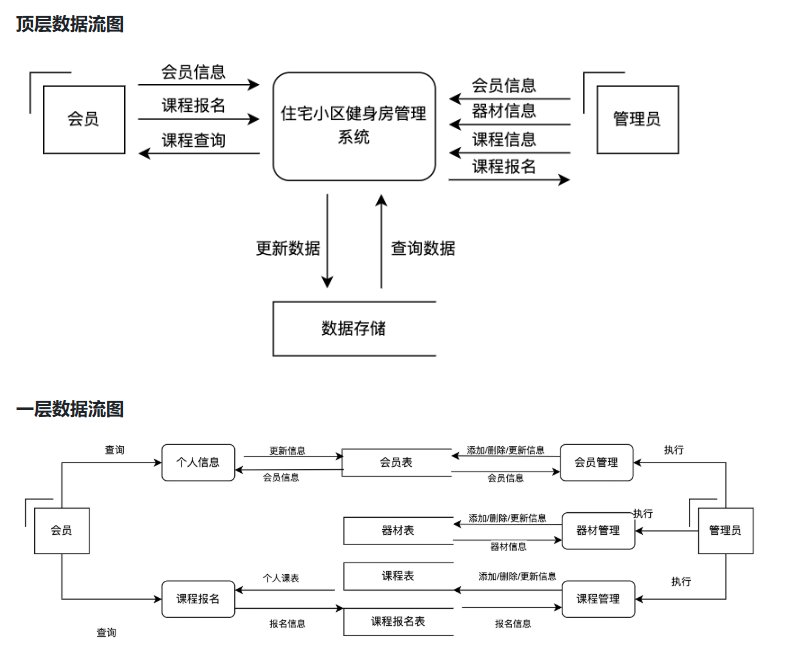 顶层数据流图
会员信息
课程报名
课程查询
会员
住宅小区健身房管理
系统
会员信息
器材信息
课程信息
课程报名
管理员
更新数据
查询数据
数据存储
一层数据流图
查询
个人信息
更新信息
会员信息
会员表
添加/删除/更新信息
会员信息
会员管理
执行
会员
器材表
添加/删除/更新信息
器材信息
器材管理
执行
管理员
课程报名
个人课表
报名信息
课程表
课程报名表
添加/删除/更新信息
报名信息
课程管理
执行
查询